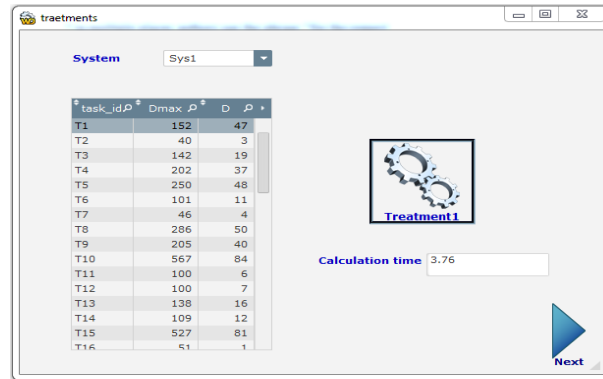 traetments
System Sys1
task_id Dmax D
T1 152 47
T2 40 3
T3 142 19
T4 202 37
T5 250 48
T6 101 11
T7 46 4
T8 286 50
T9 205 40
T10 567 84
T11 100 6
T12 100 7
T13 138 16
T14 109 12
T15 527 81
T16 51 1
Treatment1
Calculation time 3.76
Next